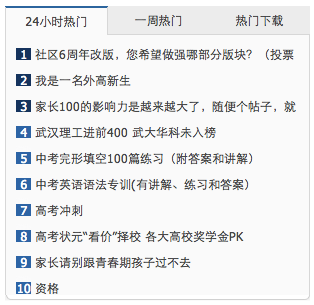 24小时热门 一周热门 热门下载
1 社区6周年改版，您希望做强哪部分版块？（投票
2 我是一名外高新生
3 家长100的影响力是越来越大了，随便个帖子，就
4 武汉理工进前400 武大华科未入榜
5 中考完形填空100篇练习（附答案和讲解）
6 中考英语语法专训(有讲解、练习和答案）
7 高考冲刺
8 高考状元“看价”择校 各大高校奖学金PK
9 家长请别跟青春期孩子过不去
10 资格